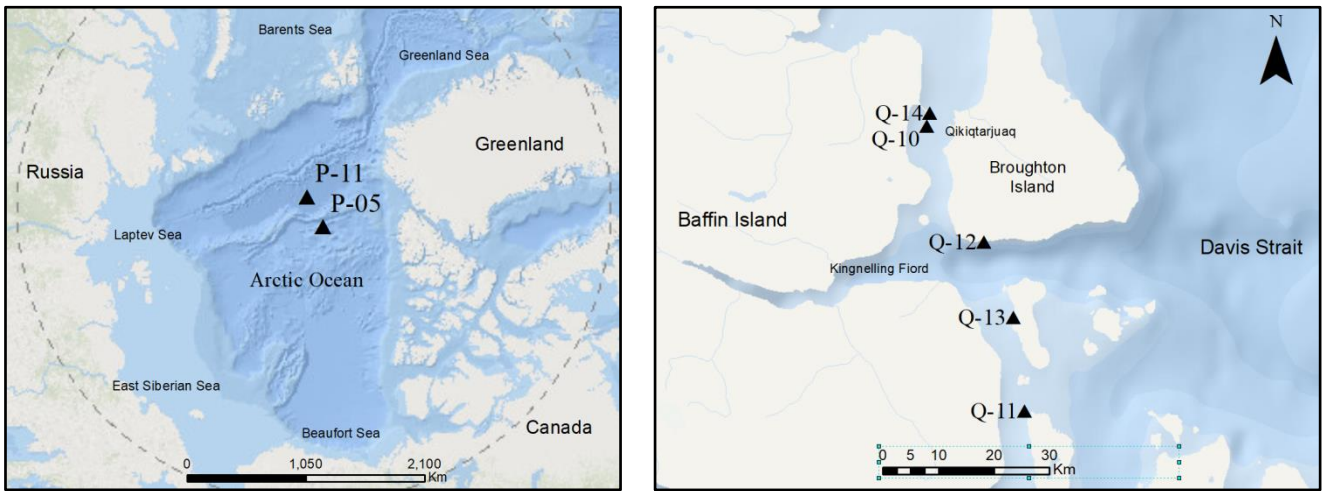 Barents Sea
Greenland Sea
Greenland
Russia
P-11
P-05
Laptev Sea
Arctic Ocean
East Siberian Sea
Beaufort Sea
Canada
0 1,050 2,100
Km
N
Q-14
Q-10
Qikiqtarjuaq
Broughton
Island
Baffin Island
Q-12
Davis Strait
Kingnelling Fiord
Q-13
Q-11
0 10 20 30
Km